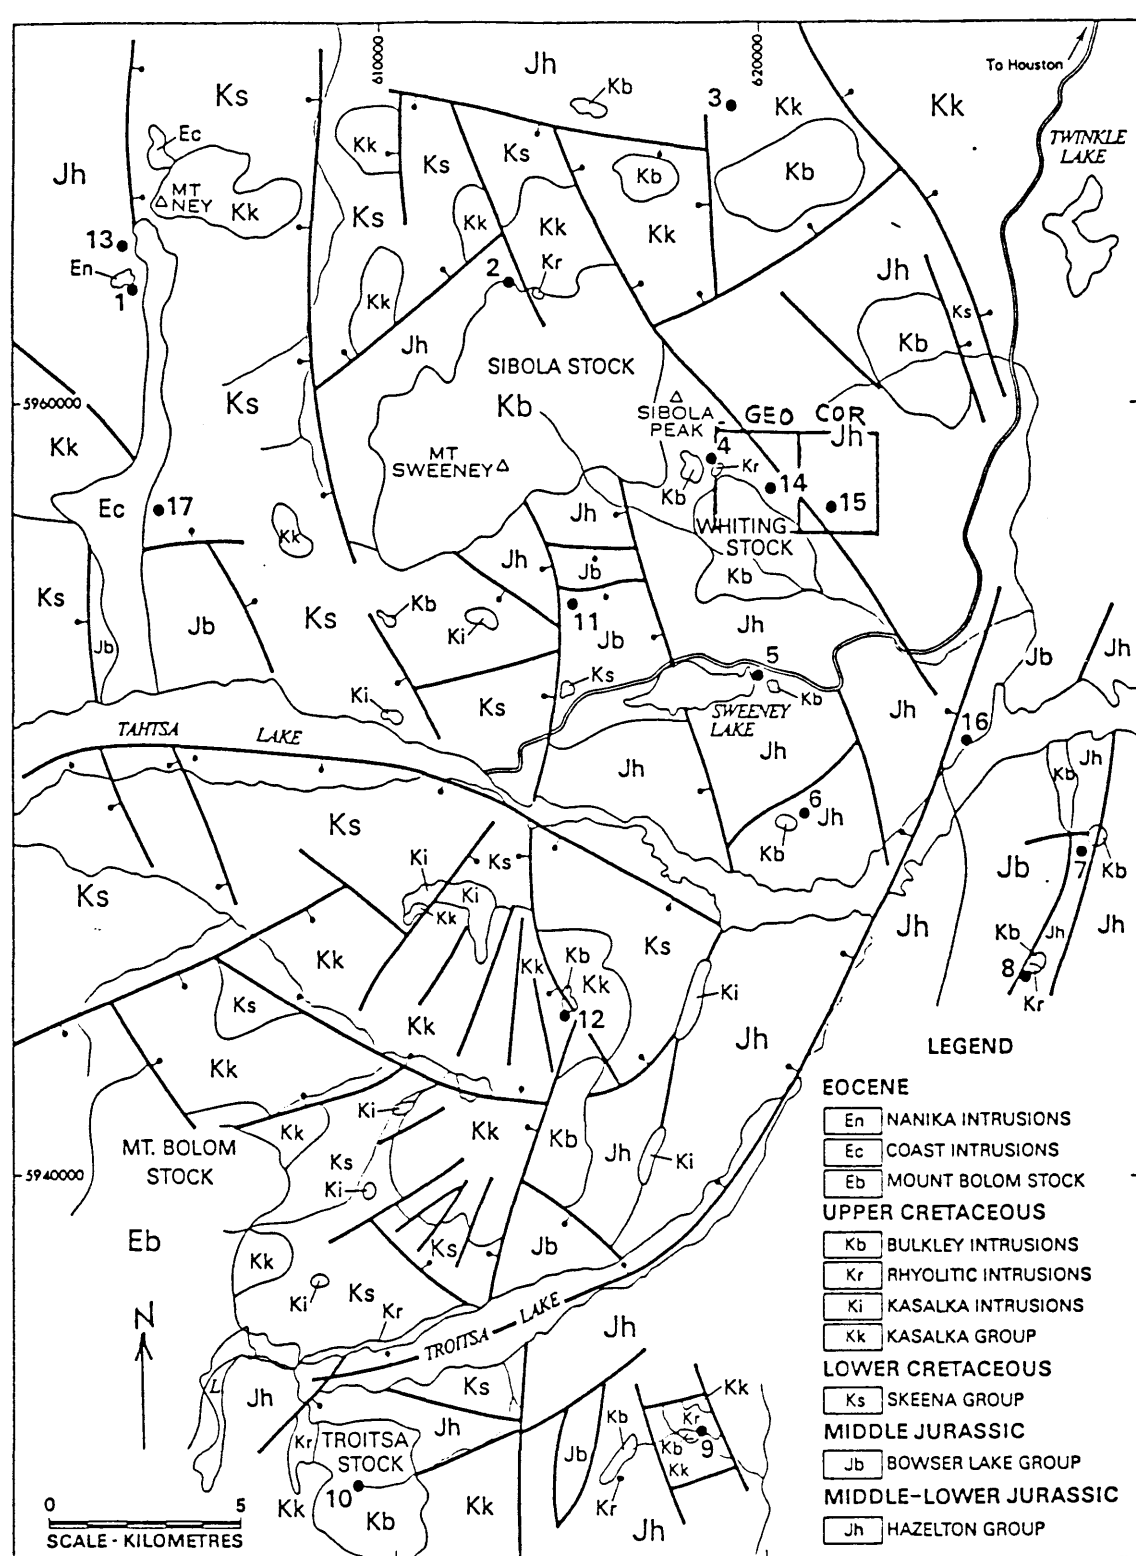 610000
620000
Jh
To Houston
Ks
Kb
3
Kk
Kk
TWINKLE
LAKE
Ec
Kk
Ks
Ks
Jh
MT
NEY
Kk
Ks
Kk
Kk
Kb
Kb
Kk
13
En
1
2
Kr
Kk
Jh
Ks
Jh
Kb
SIBOLA STOCK
5960000
Ks
Kb
SIBOLA
PEAK
GEO COR
Jh
Kk
MT
SWEENEY
4
Kr
Kb
14
15
Ec
17
Kk
Jh
WHITING
STOCK
Jh
Jb
Kb
Ks
Jb
Jb
Ks
Kb
Ki
11
Jb
Jh
Jb
Jh
5
Ks
Kb
Ki
Ks
SWEENEY
LAKE
Jh
16
TAHTSA LAKE
Jh
Jh
Kb
Jh
6
Jh
Kb
Ks
Ks
Ki
Ki
Kk
Jb
7
Kb
Ks
Ks
Jh
Kb
Jh
Jh
8
Kr
Kk
Kk
Kb
Kk
Ki
Ks
12
Kk
Kk
Jh
Ki
Kk
Kk
Kb
Jh
Ki
MT. BOLOM
STOCK
Ks
Ki
5940000
Eb
Ks
Jb
Kk
Ki
Ks
Kr
N
TROITSA LAKE
Jh
Jh
Ks
Kk
Jh
Kr
TROITSA
STOCK
Kb
Kr
9
Jb
Kb
Kk
10
Kk
Kb
Kk
Kr
Jh
0 5
SCALE - KILOMETRES
LEGEND
EOCENE
En NANIKA INTRUSIONS
Ec COAST INTRUSIONS
Eb MOUNT BOLOM STOCK
UPPER CRETACEOUS
Kb BULKLEY INTRUSIONS
Kr RHYOLITIC INTRUSIONS
Ki KASALKA INTRUSIONS
Kk KASALKA GROUP
LOWER CRETACEOUS
Ks SKEENA GROUP
MIDDLE JURASSIC
Jb BOWSER LAKE GROUP
MIDDLE-LOWER JURASSIC
Jh HAZELTON GROUP